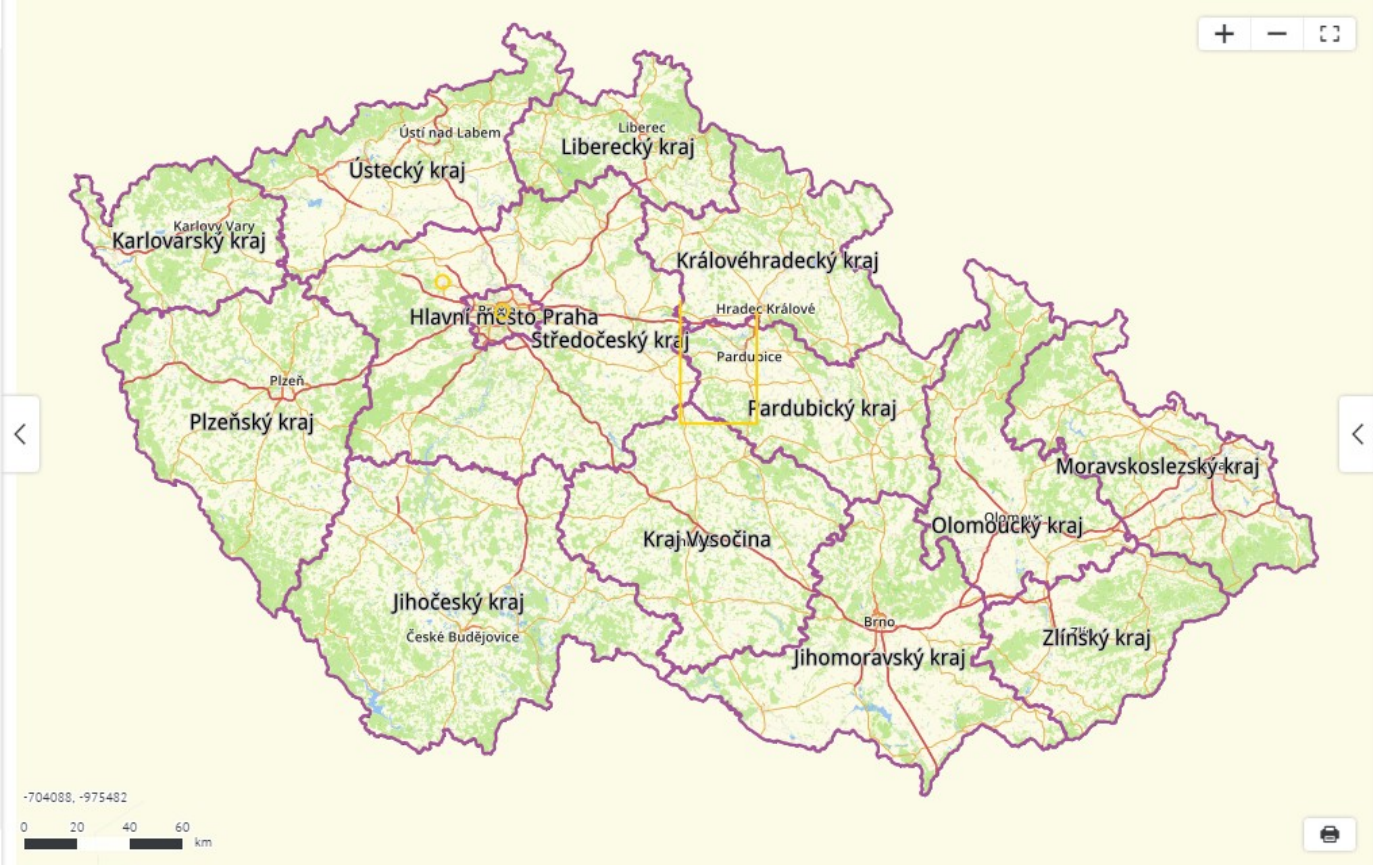 Ústí nad Labem
Liberec
Liberecký kraj
Ústecký kraj
Karlovy Vary
Karlovarský kraj
Královéhradecký kraj
Hradec Králové
Hlavní město Praha
Středočeský kraj
Pardubice
Plzeň
Pardubický kraj
Plzeňský kraj
Moravskoslezský kraj
Olomoucký kraj
Kraj Vysočina
Jihočeský kraj
České Budějovice
Brno
Zlínský kraj
Jihomoravský kraj
-704088, -975482
0 20 40 60
km